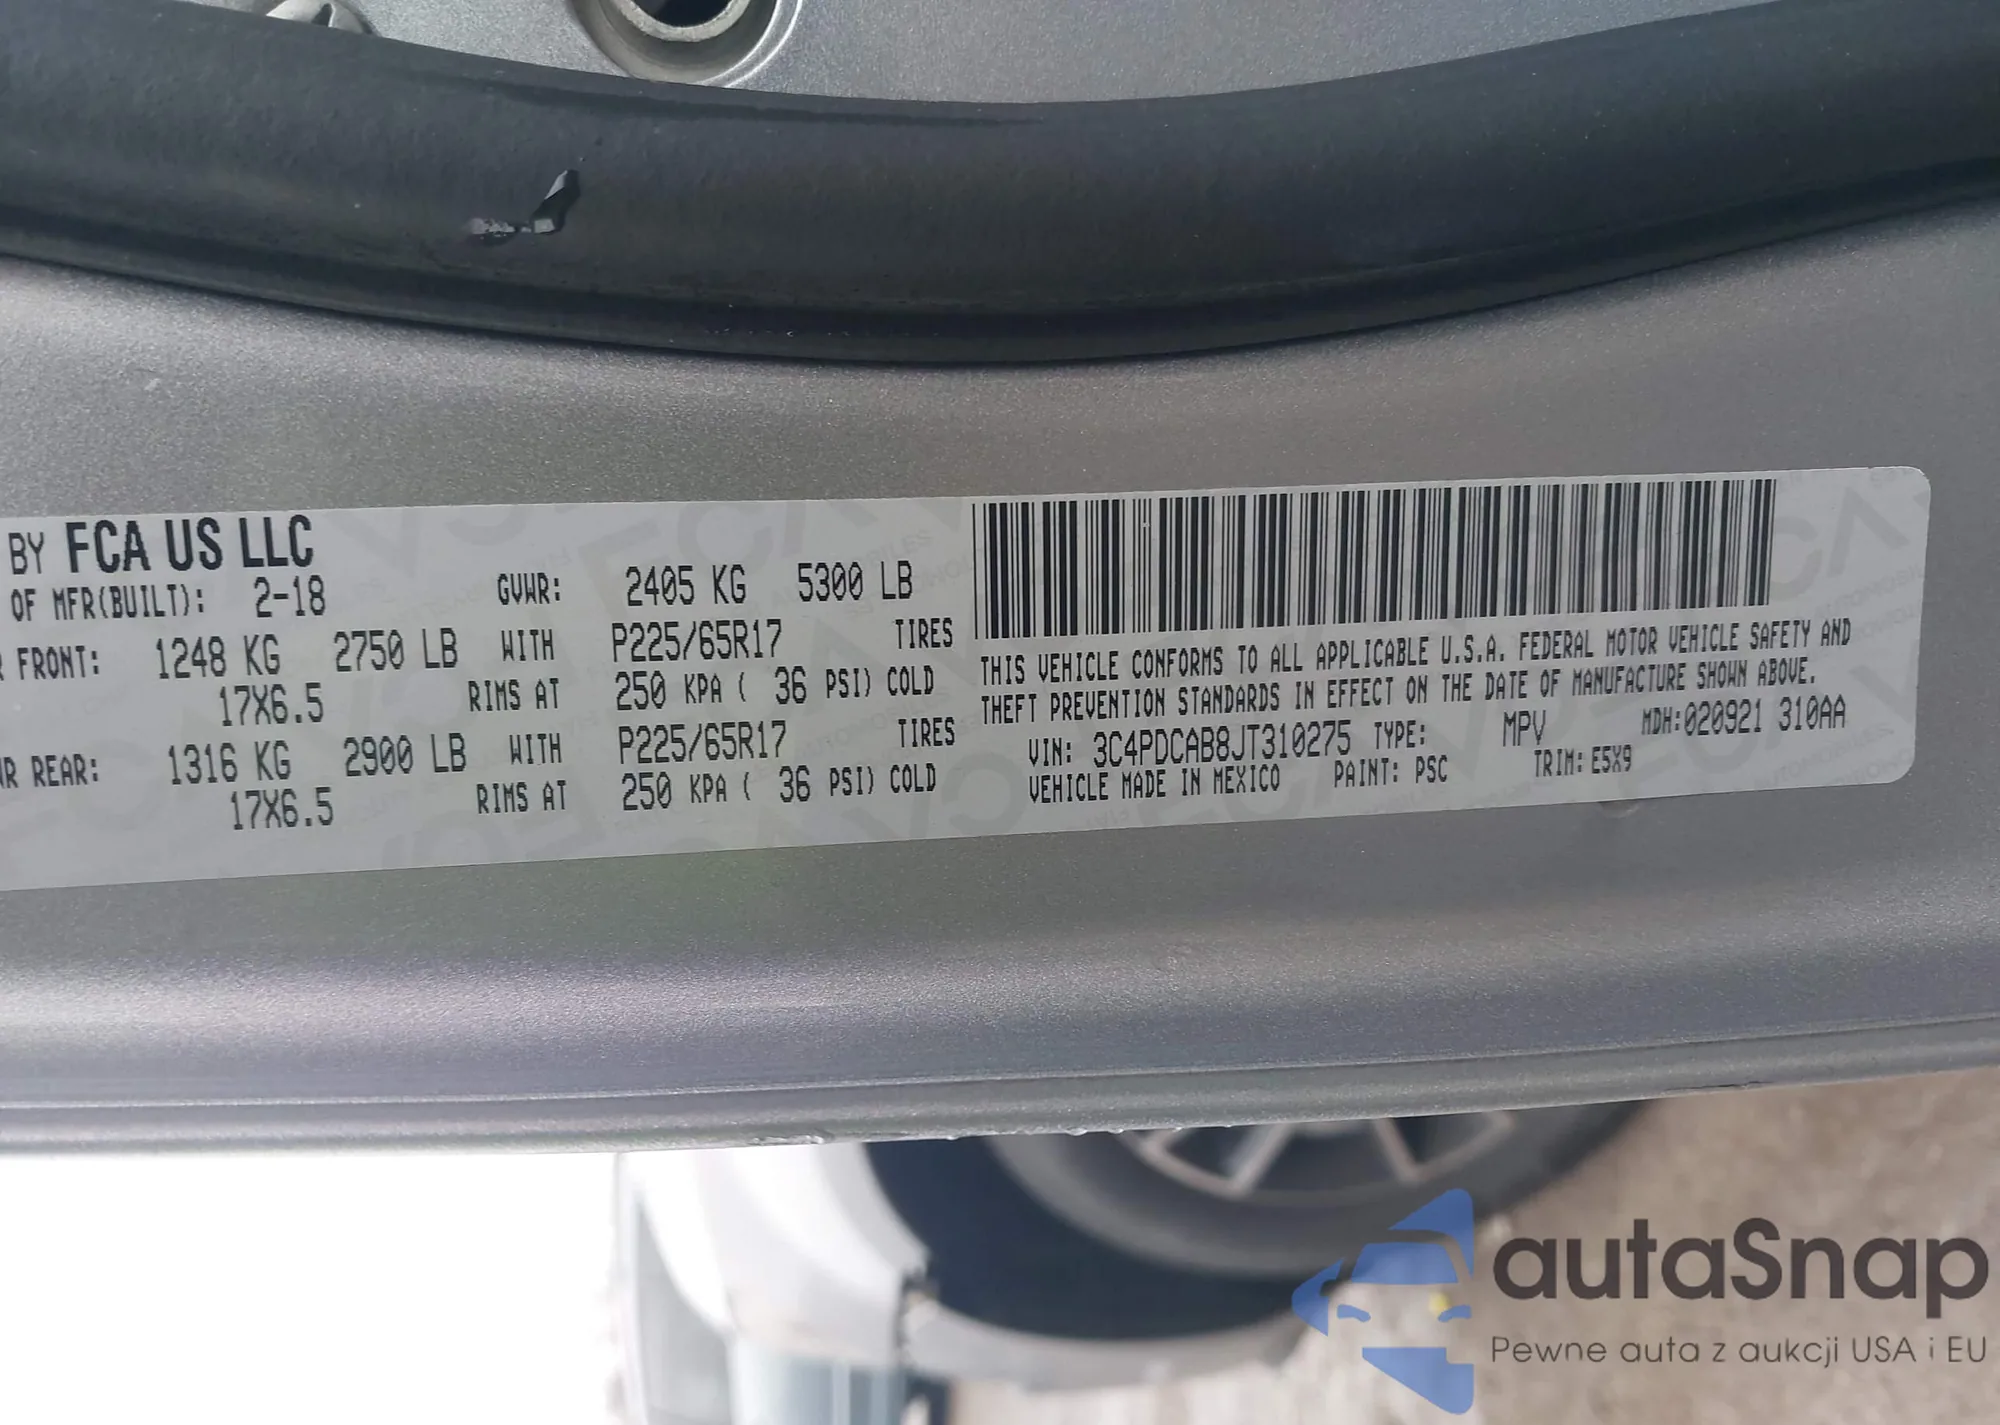 BY FCA US LLC
OF MFR(BUILT): 2-18 GVWR: 2405 KG 5300 LB
FRONT: 1248 KG 2750 LB WITH P225/65R17 TIRES
17X6.5 RIMS AT 250 KPA ( 36 PSI) COLD
REAR: 1316 KG 2900 LB WITH P225/65R17 TIRES
17X6.5 RIMS AT 250 KPA ( 36 PSI) COLD
THIS VEHICLE CONFORMS TO ALL APPLICABLE U.S.A. FEDERAL MOTOR VEHICLE SAFETY AND
THEFT PREVENTION STANDARDS IN EFFECT ON THE DATE OF MANUFACTURE SHOWN ABOVE.
VIN: 3C4PDCAB8JT310275 TYPE: MPV MDH:020921 310AA
VEHICLE MADE IN MEXICO PAINT: PSC TRIM: E5X9
autaSnap
Pewne auta z aukcji USA i EU